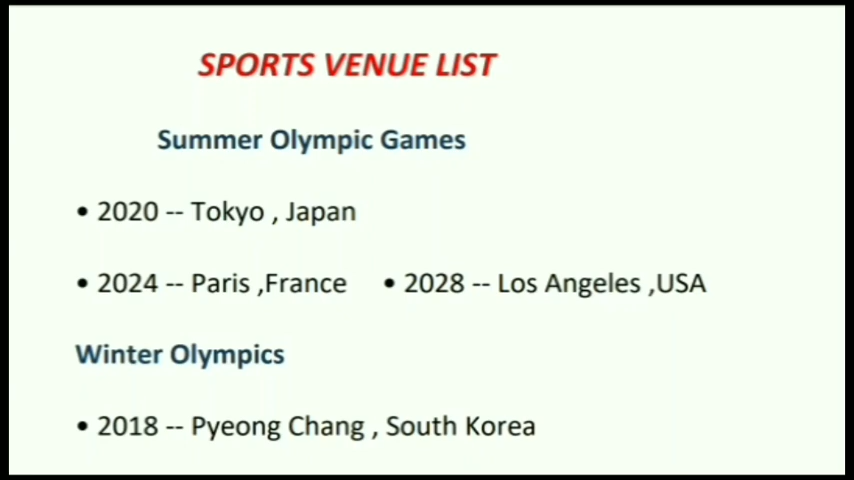 SPORTS VENUE LIST
Summer Olympic Games
• 2020 -- Tokyo , Japan
• 2024 -- Paris ,France • 2028 -- Los Angeles ,USA
Winter Olympics
• 2018 -- Pyeong Chang , South Korea